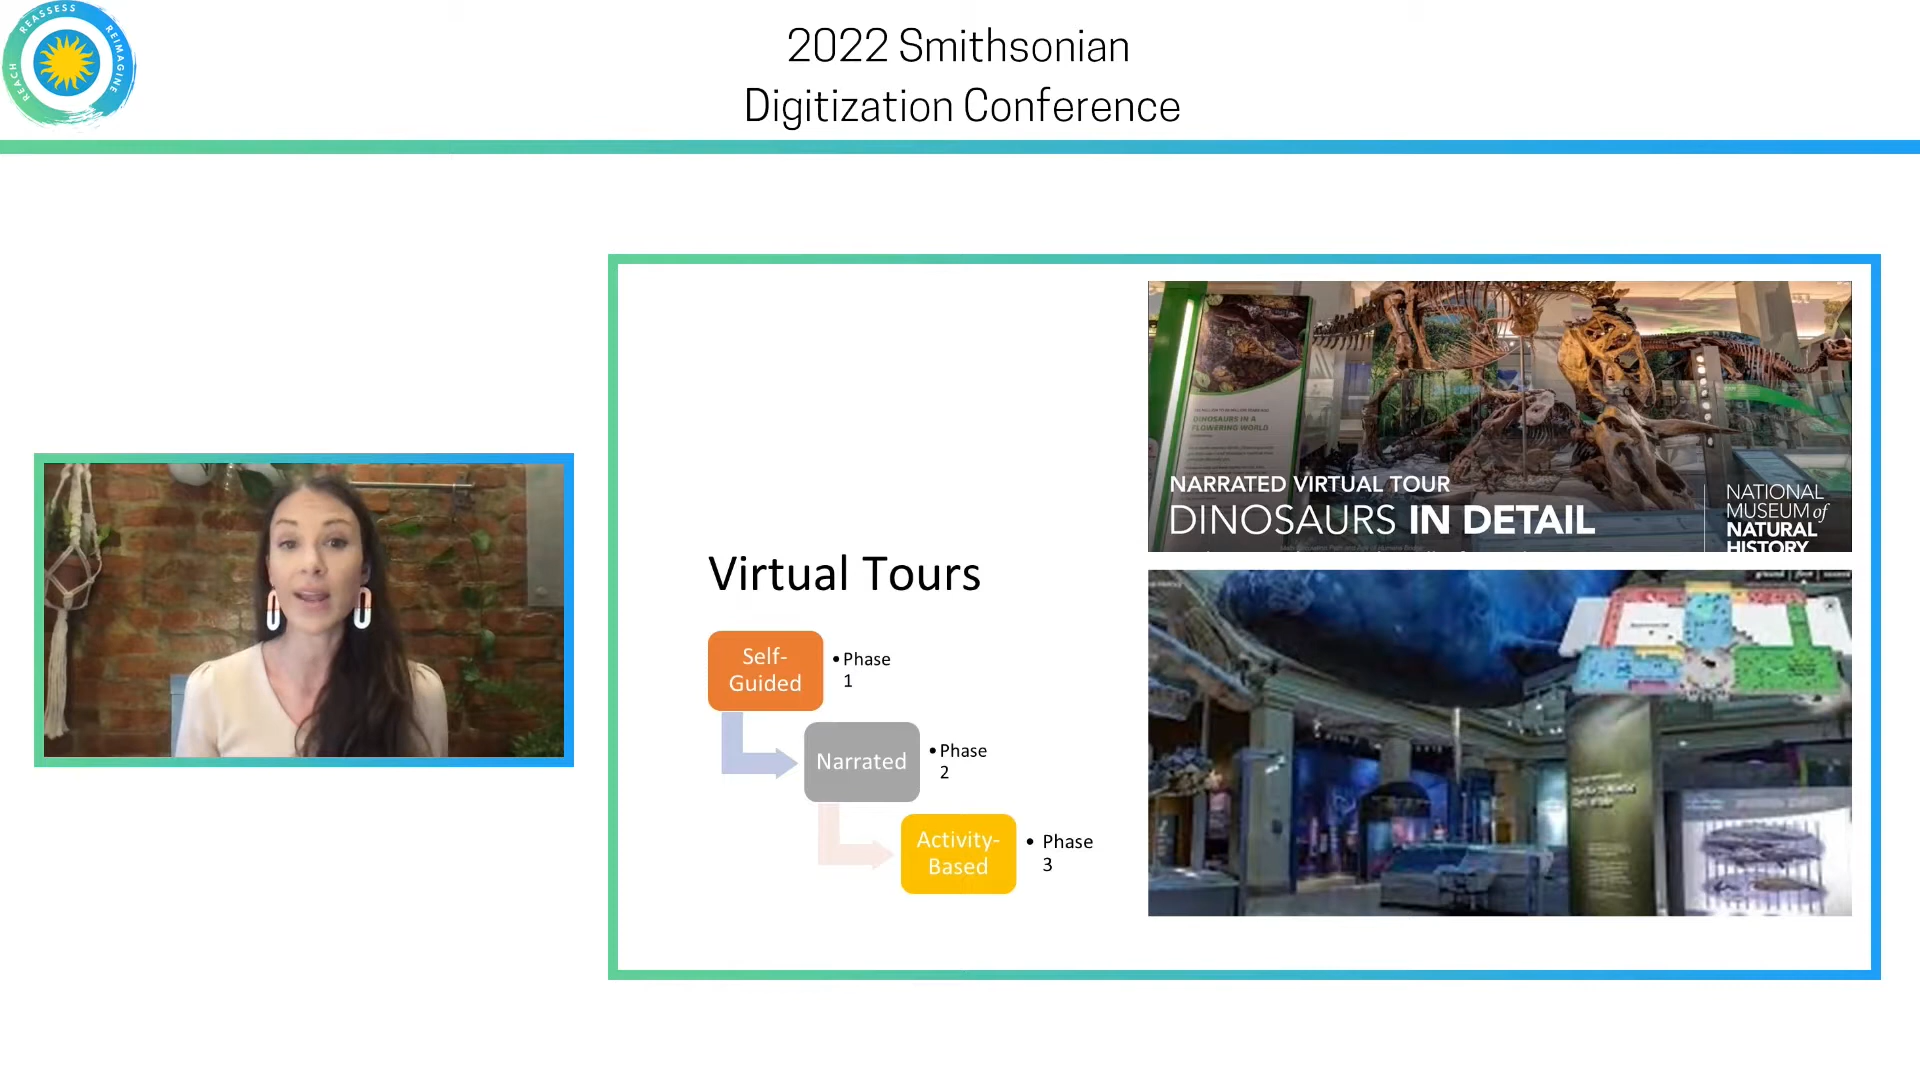 REACH REASSESS REIMAGINE
2022 Smithsonian
Digitization Conference
Virtual Tours
Self-
Guided
• Phase
1
Narrated
• Phase
2
Activity-
Based
• Phase
3
DINOSAURS IN A
FLOWERING WORLD
NARRATED VIRTUAL TOUR
DINOSAURS IN DETAIL
NATIONAL
MUSEUM of
NATURAL
HISTORY